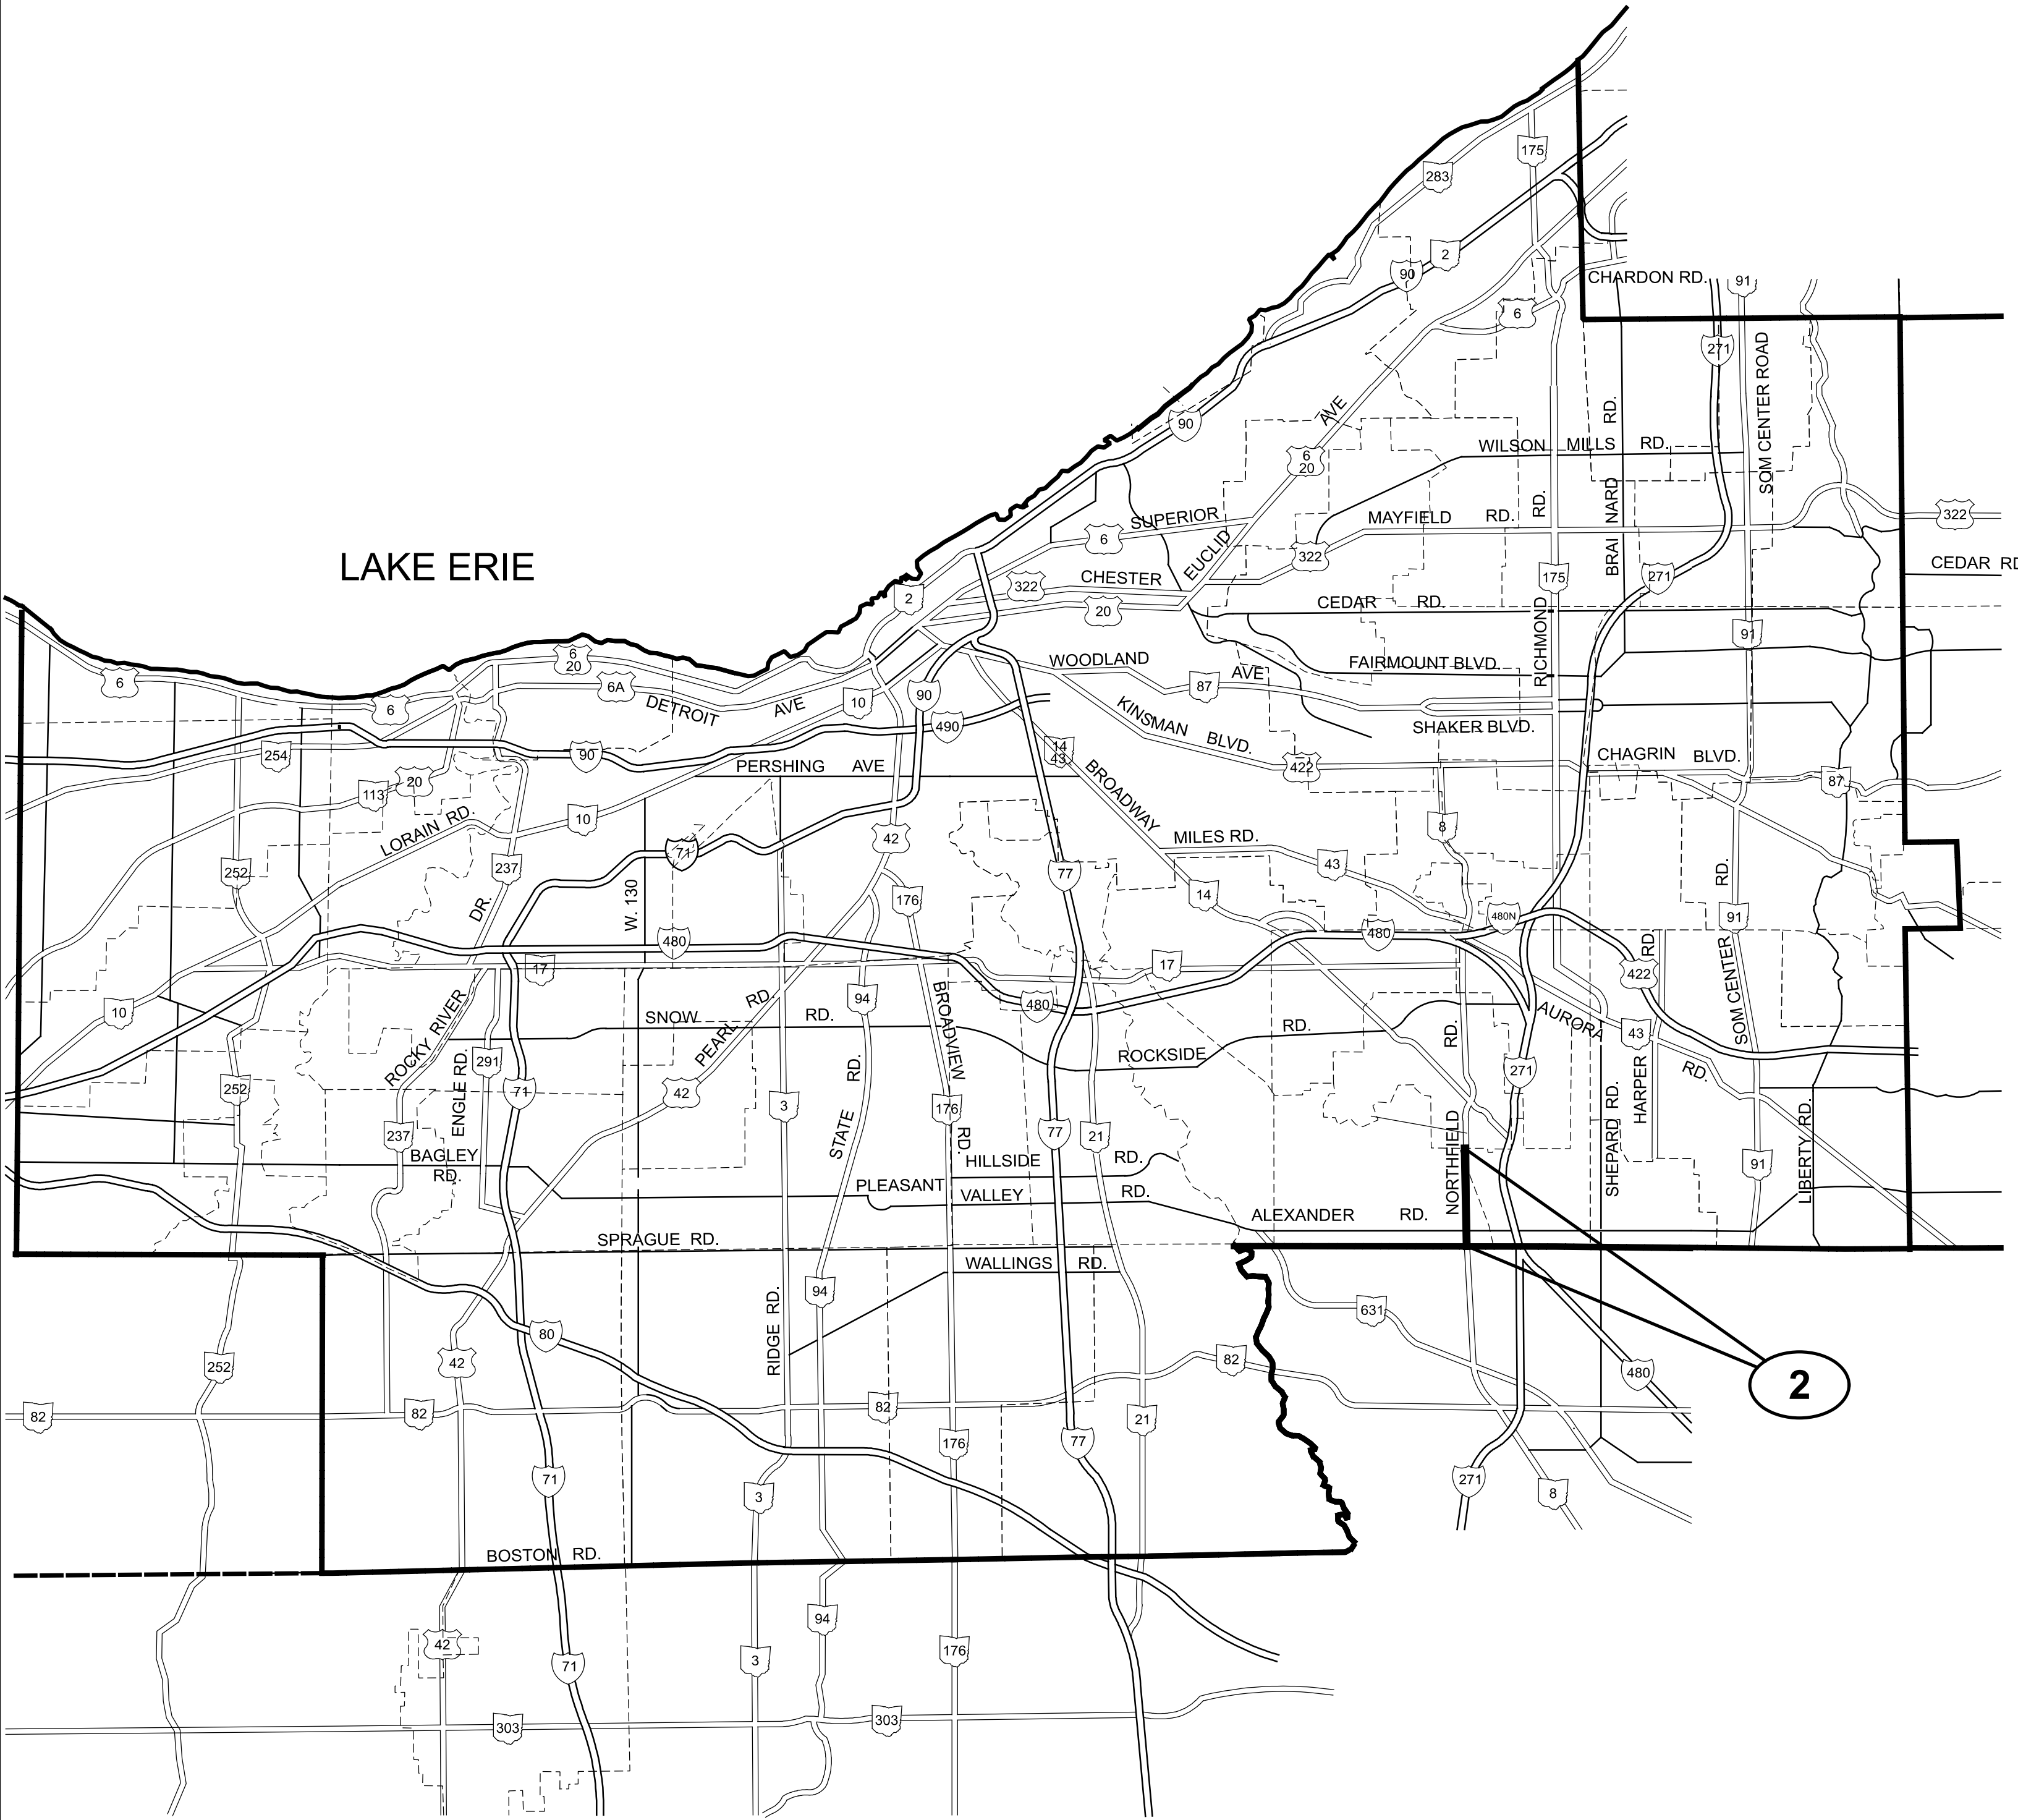 175
283
2
90
CHARDON RD.
91
6
271
SOM CENTER ROAD
90
AVE
RD.
6
20
WILSON MILLS RD.
BRAI NARD
RD.
SUPERIOR
MAYFIELD RD.
322
6
EUCLID
322
LAKE ERIE
CEDAR RD
322
CHESTER
175
271
2
20
CEDAR RD.
RICHMOND
91
6
20
WOODLAND
AVE
FAIRMOUNT BLVD.
6
6A
87
90
10
6
DETROIT
AVE
KINSMAN
BLVD.
490
SHAKER BLVD.
254
90
14
43
CHAGRIN BLVD.
PERSHING AVE
422
87
113
20
BROADWAY
LORAIN RD.
10
42
MILES RD.
8
71
43
252
237
77
RD.
DR.
W. 130
176
14
91
480N
480
480
RD.
17
17
422
SOM CENTER
94
BROADVIEW
480
10
ROCKY RIVER
SNOW RD.
PEARL
RD.
RD.
RD.
AURORA
43
ROCKSIDE
252
291
ENGLE RD.
71
42
RD.
271
RD.
HARPER
3
176
STATE
237
77
21
NORTHFIELD
SHEPARD RD.
LIBERTY RD.
BAGLEY
RD.
RD.
HILLSIDE RD.
91
PLEASANT VALLEY RD.
ALEXANDER RD.
SPRAGUE RD.
WALLINGS RD.
94
RIDGE RD.
631
80
252
42
82
480
2
82
82
82
21
176
77
71
3
271
8
BOSTON RD.
94
42
176
3
71
303
303